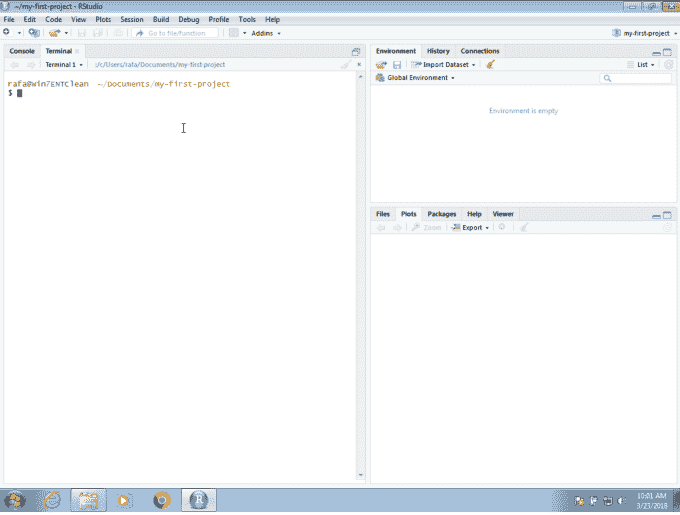 ~/my-first-project - RStudio
File Edit Code View Plots Session Build Debug Profile Tools Help
Go to file/function Addins my-first-project
Console Terminal
Terminal 1 :/c/Users/rafa/Documents/my-first-project
rafa@Win7ENTClean ~/Documents/my-first-project
$
Environment History Connections
Import Dataset List
Global Environment
Environment is empty
Files Plots Packages Help Viewer
Zoom Export
10:01 AM
3/23/2018